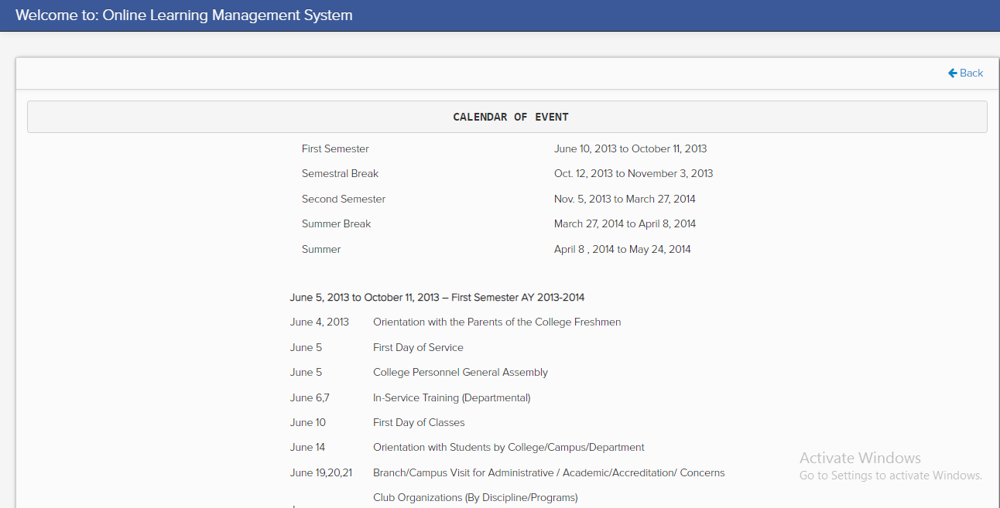 Welcome to: Online Learning Management System
Back
CALENDAR OF EVENT
First Semester June 10, 2013 to October 11, 2013
Semestral Break Oct. 12, 2013 to November 3, 2013
Second Semester Nov. 5, 2013 to March 27, 2014
Summer Break March 27, 2014 to April 8, 2014
Summer April 8 , 2014 to May 24, 2014
June 5, 2013 to October 11, 2013 – First Semester AY 2013-2014
June 4, 2013 Orientation with the Parents of the College Freshmen
June 5 First Day of Service
June 5 College Personnel General Assembly
June 6,7 In-Service Training (Departmental)
June 10 First Day of Classes
June 14 Orientation with Students by College/Campus/Department
June 19,20,21 Branch/Campus Visit for Administrative / Academic/Accreditation/ Concerns
Club Organizations (By Discipline/Programs)
Activate Windows
Go to Settings to activate Windows.